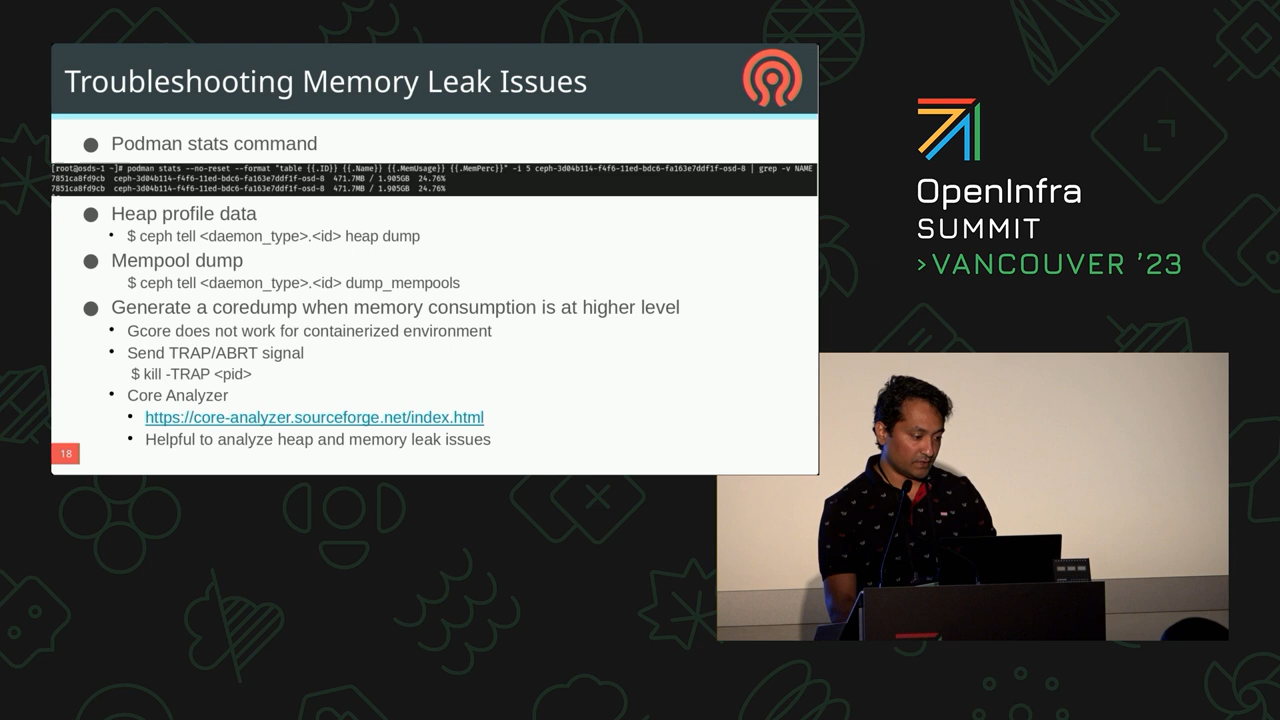 Troubleshooting Memory Leak Issues
● Podman stats command
[root@osds-1 ~]# podman stats --no-reset --format "table {{.ID}} {{.Name}} {{.MemUsage}} {{.MemPerc}}" -i 5 ceph-3d04b114-f4f6-11ed-bdc6-fa163e7ddf1f-osd-8 | grep -v NAME
7851ca8fd9cb ceph-3d04b114-f4f6-11ed-bdc6-fa163e7ddf1f-osd-8 471.7MB / 1.905GB 24.76%
7851ca8fd9cb ceph-3d04b114-f4f6-11ed-bdc6-fa163e7ddf1f-osd-8 471.7MB / 1.905GB 24.76%
● Heap profile data
• $ ceph tell <daemon_type>.<id> heap dump
● Mempool dump
$ ceph tell <daemon_type>.<id> dump_mempools
● Generate a coredump when memory consumption is at higher level
• Gcore does not work for containerized environment
• Send TRAP/ABRT signal
$ kill -TRAP <pid>
• Core Analyzer
• https://core-analyzer.sourceforge.net/index.html
• Helpful to analyze heap and memory leak issues
18
OpenInfra
SUMMIT
>VANCOUVER '23